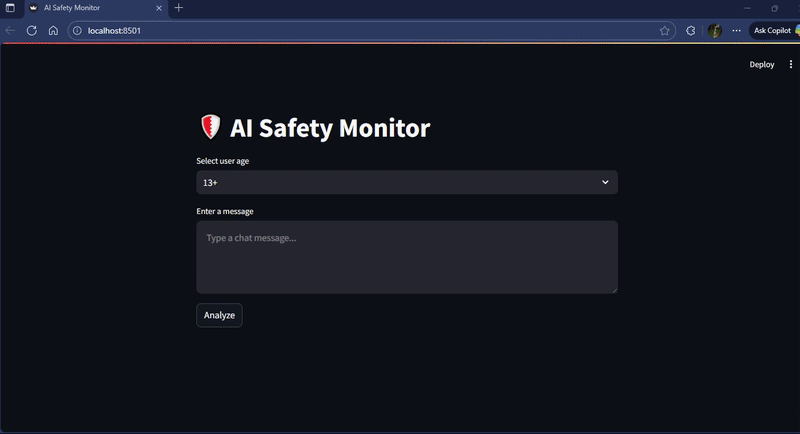 AI Safety Monitor
localhost:8501
Ask Copilot
Deploy
AI Safety Monitor
Select user age
13+
Enter a message
Type a chat message...
Analyze